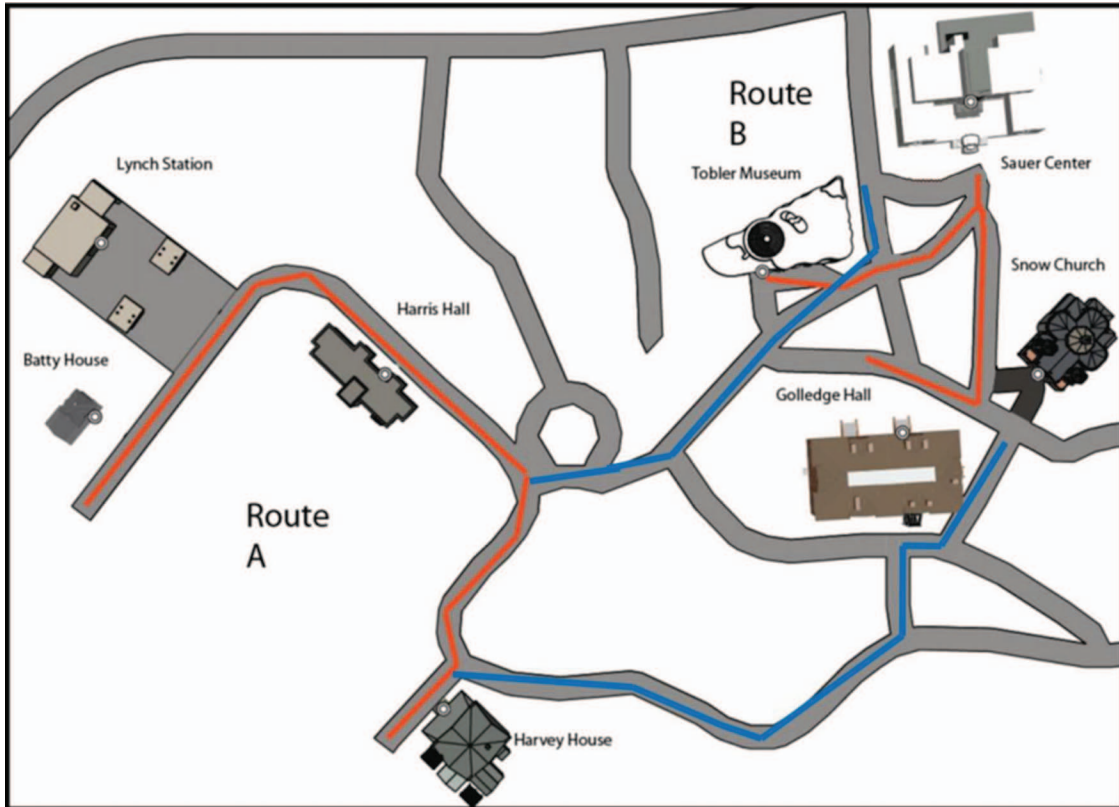 Route
B
Sauer Center
Lynch Station
Tobler Museum
Snow Church
Harris Hall
Batty House
Golledge Hall
Route
A
Harvey House